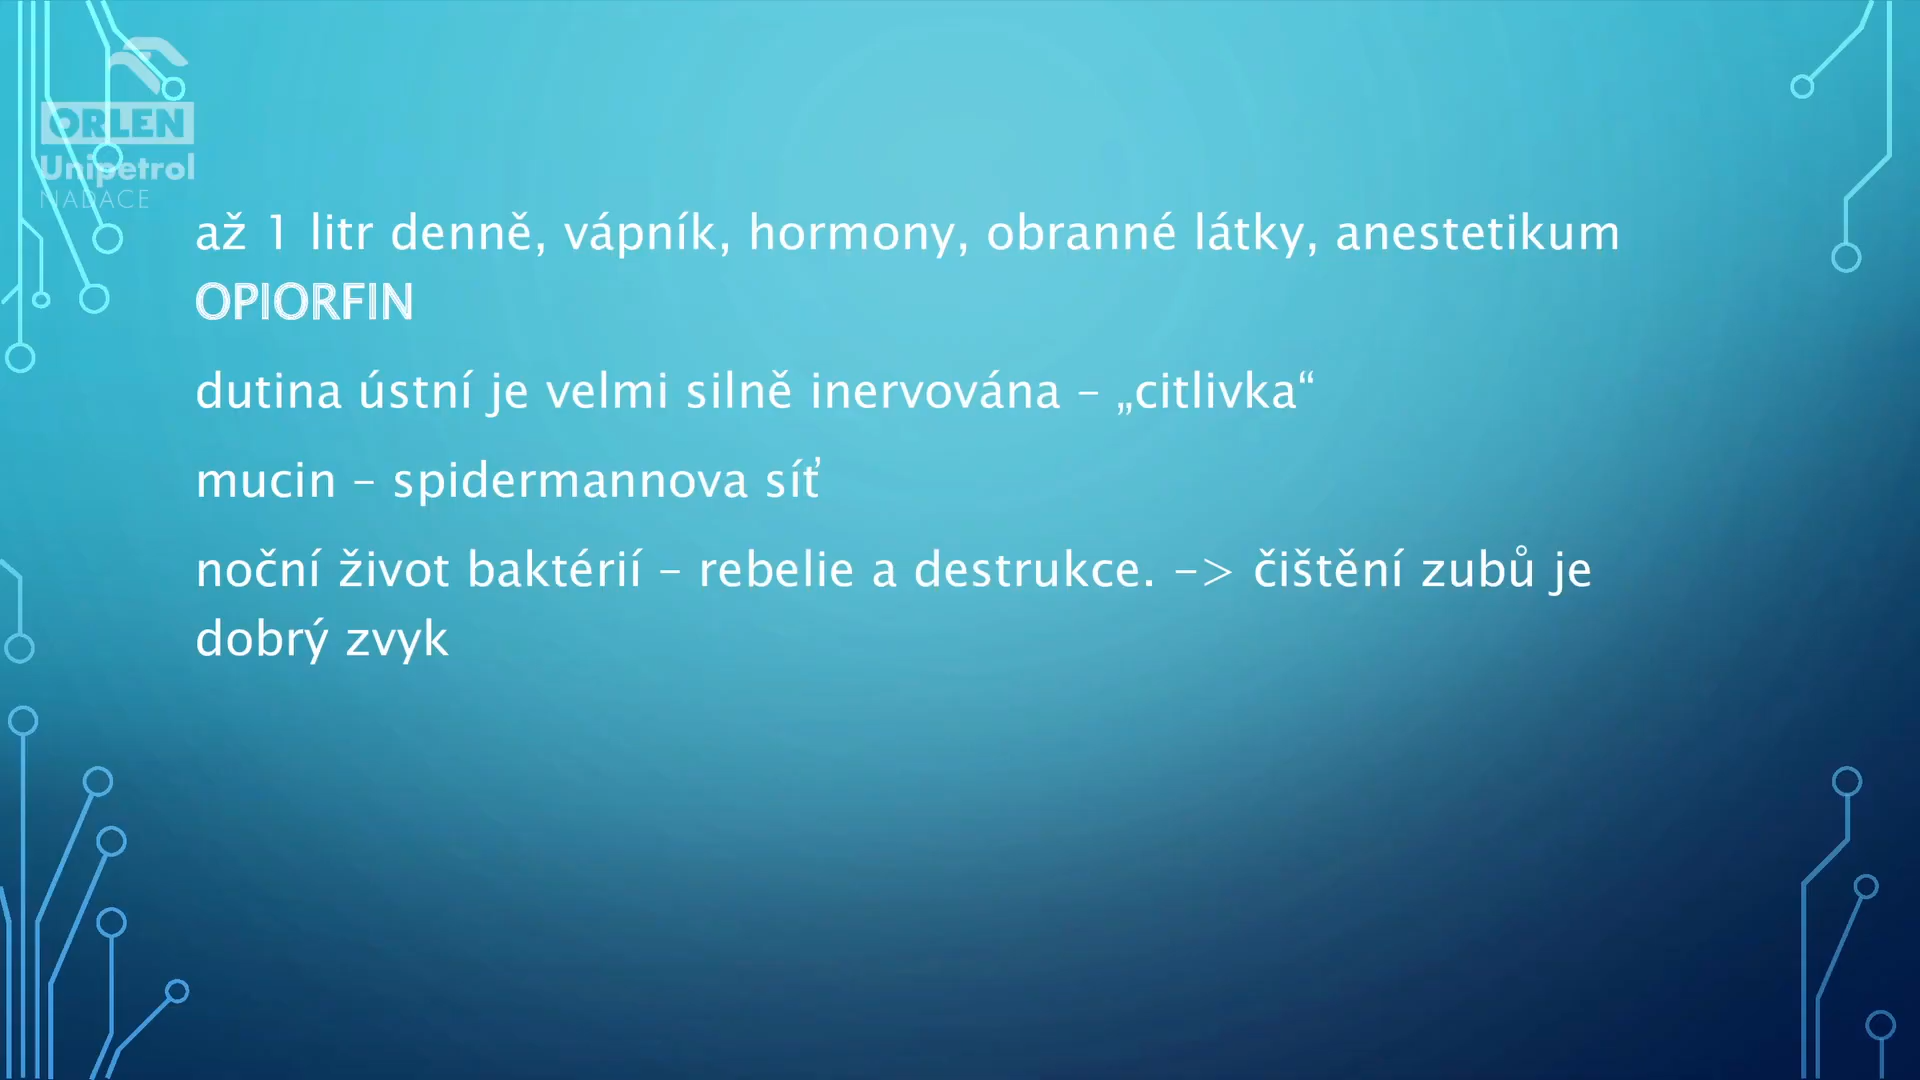 ORLEN
Unipetrol
NADACE
až 1 litr denně, vápník, hormony, obranné látky, anestetikum
OPIORFIN
dutina ústní je velmi silně inervována – „citlivka“
mucin – spidermannova síť
noční život baktérií – rebelie a destrukce. -> čištění zubů je
dobrý zvyk